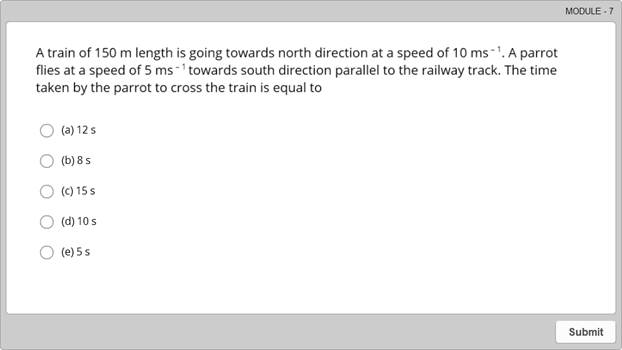 MODULE - 7
A train of 150 m length is going towards north direction at a speed of 10 ms⁻¹. A parrot
flies at a speed of 5 ms⁻¹ towards south direction parallel to the railway track. The time
taken by the parrot to cross the train is equal to
(a) 12 s
(b) 8 s
(c) 15 s
(d) 10 s
(e) 5 s
Submit